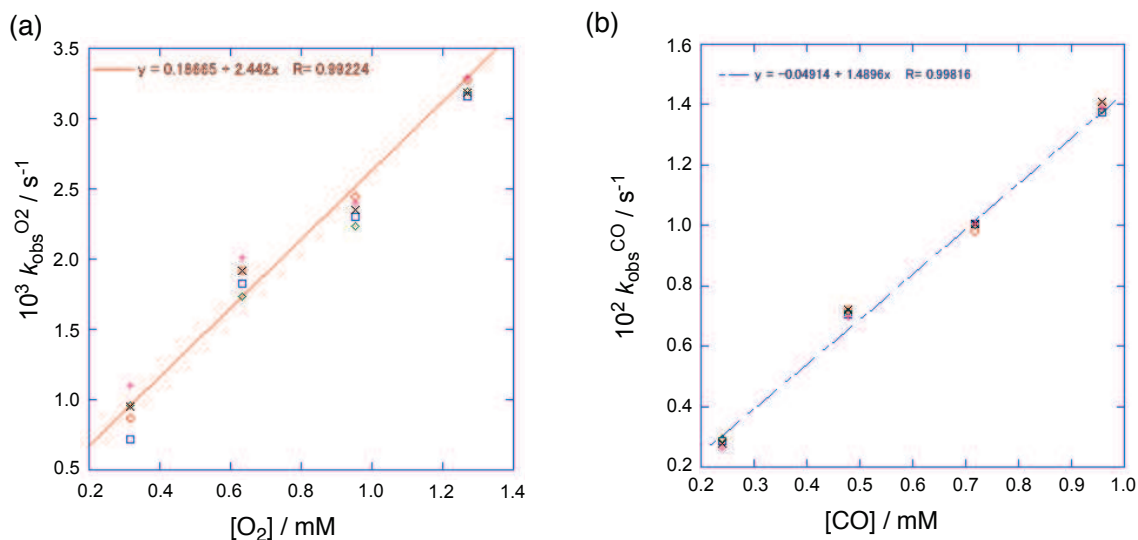 (a)
3.5
3.0
2.5
2.0
1.5
1.0
0.5
0.2 0.4 0.6 0.8 1.0 1.2 1.4
10³ k_obs^O2 / s⁻¹
[O₂] / mM
y = 0.18665 + 2.442x R= 0.99224
(b)
1.6
1.4
1.2
1.0
0.8
0.6
0.4
0.2
0.2 0.3 0.4 0.5 0.6 0.7 0.8 0.9 1.0
10² k_obs^CO / s⁻¹
[CO] / mM
y = −0.04914 + 1.4896x R= 0.99816